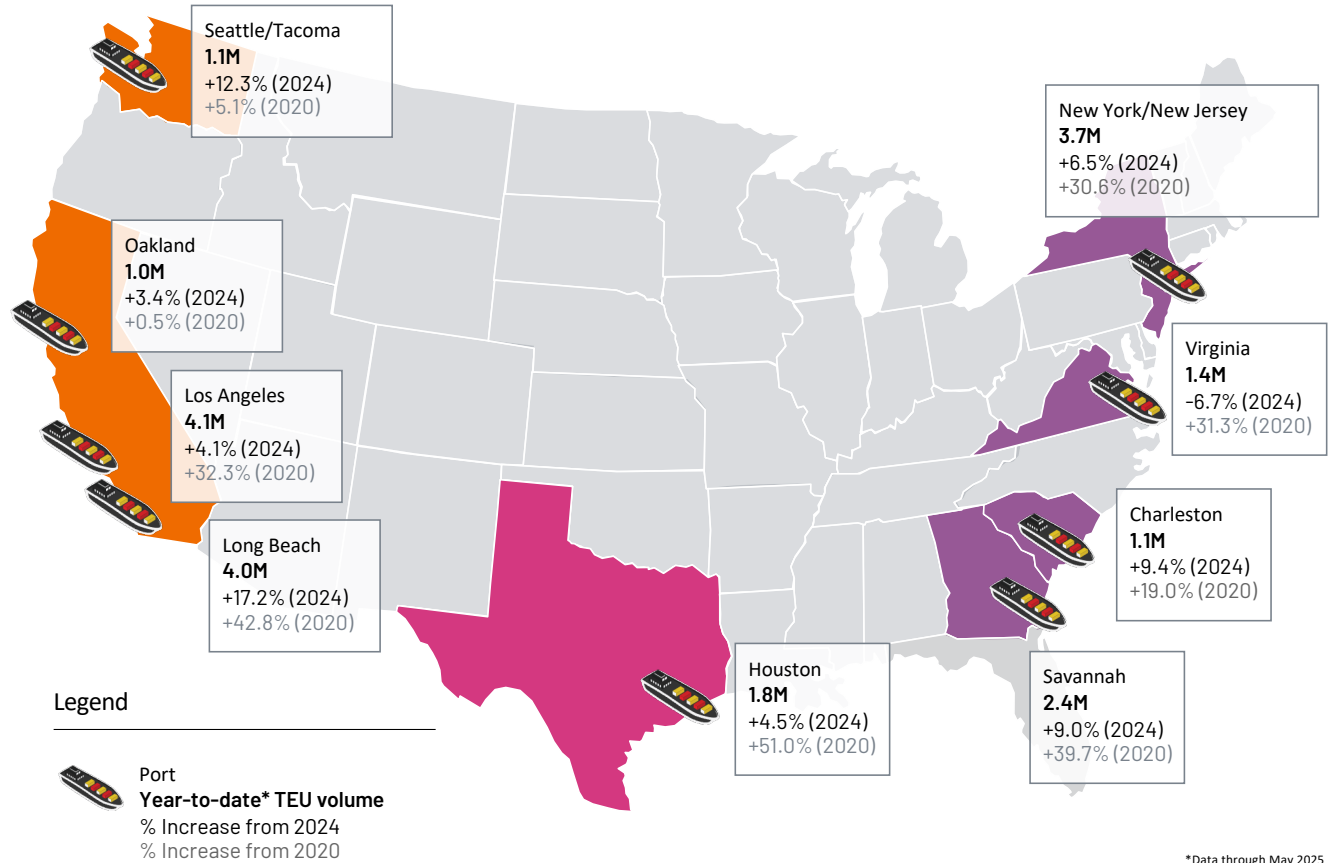 Seattle/Tacoma
1.1M
+12.3% (2024)
+5.1% (2020)
New York/New Jersey
3.7M
+6.5% (2024)
+30.6% (2020)
Oakland
1.0M
+3.4% (2024)
+0.5% (2020)
Virginia
1.4M
-6.7% (2024)
+31.3% (2020)
Los Angeles
4.1M
+4.1% (2024)
+32.3% (2020)
Long Beach
4.0M
+17.2% (2024)
+42.8% (2020)
Charleston
1.1M
+9.4% (2024)
+19.0% (2020)
Houston
1.8M
+4.5% (2024)
+51.0% (2020)
Savannah
2.4M
+9.0% (2024)
+39.7% (2020)
Legend
Port
Year-to-date* TEU volume
% Increase from 2024
% Increase from 2020
*Data through May 2025